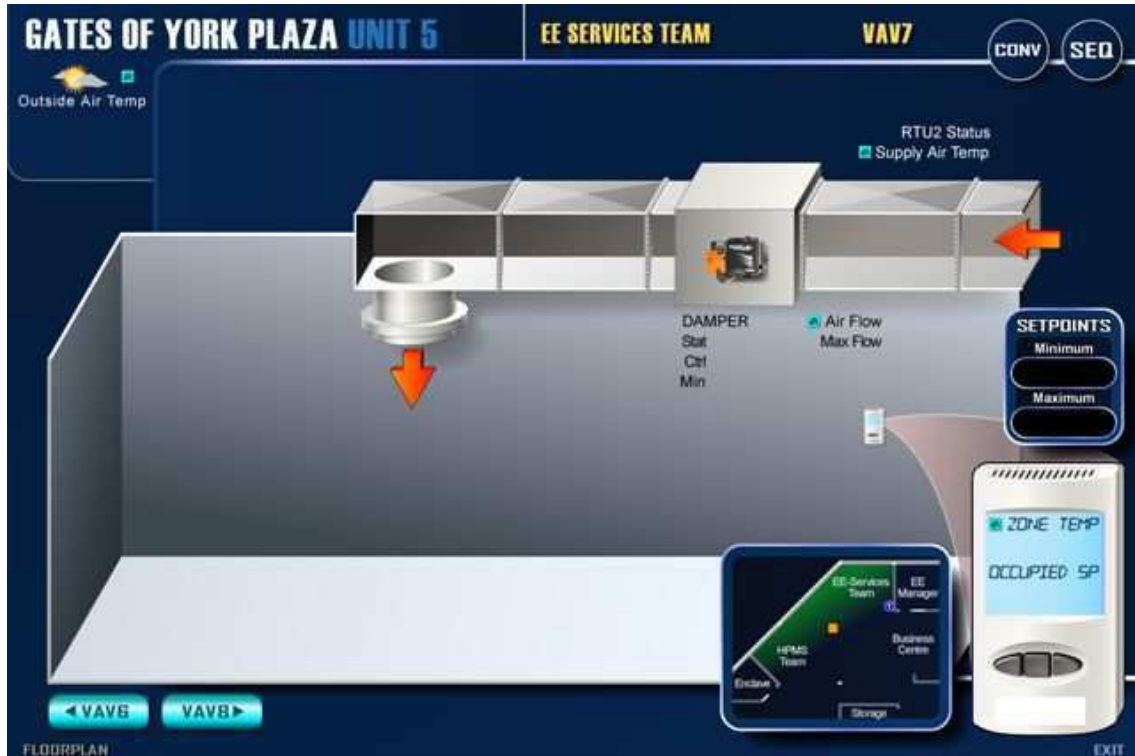 GATES OF YORK PLAZA UNIT 5
EE SERVICES TEAM
VAV7
CONV
SEQ
Outside Air Temp
RTU2 Status
Supply Air Temp
DAMPER
Stat
Ctrl
Min
Air Flow
Max Flow
SETPOINTS
Minimum
Maximum
ZONE TEMP
OCCUPIED SP
EE-Services
Team
EE
Manager
Business
Centre
HPMS
Team
Enclave
Storage
◄VAV6
VAV8►
FLOORPLAN
EXIT